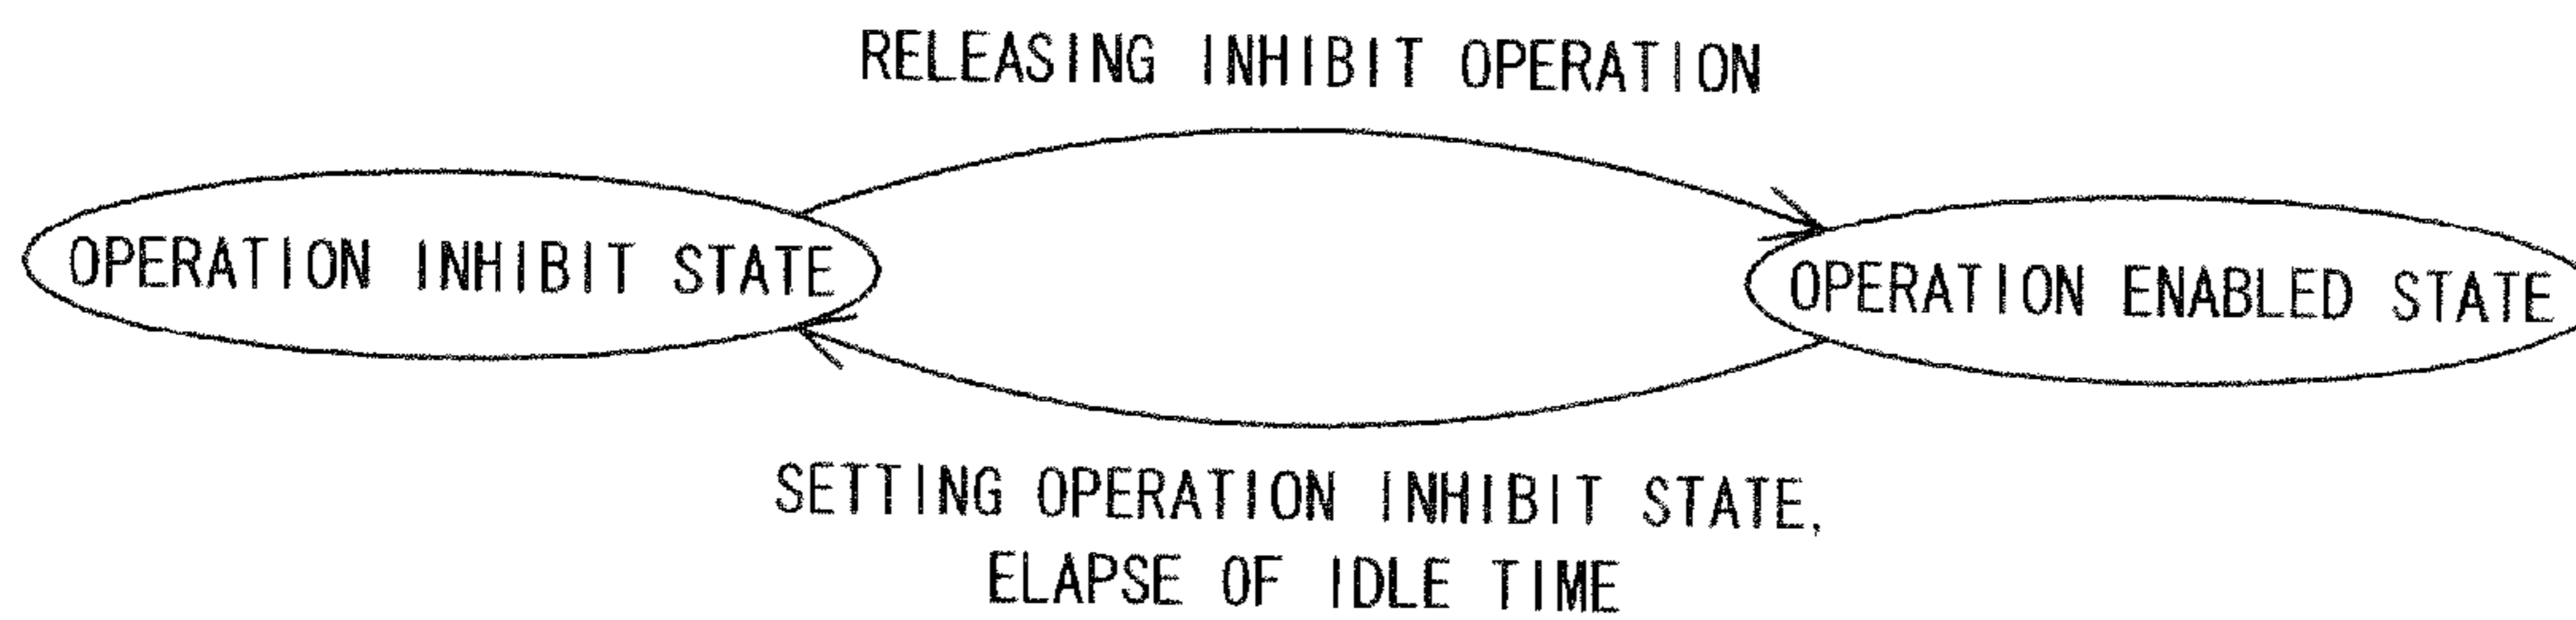 RELEASING INHIBIT OPERATION
OPERATION INHIBIT STATE
OPERATION ENABLED STATE
SETTING OPERATION INHIBIT STATE,
ELAPSE OF IDLE TIME